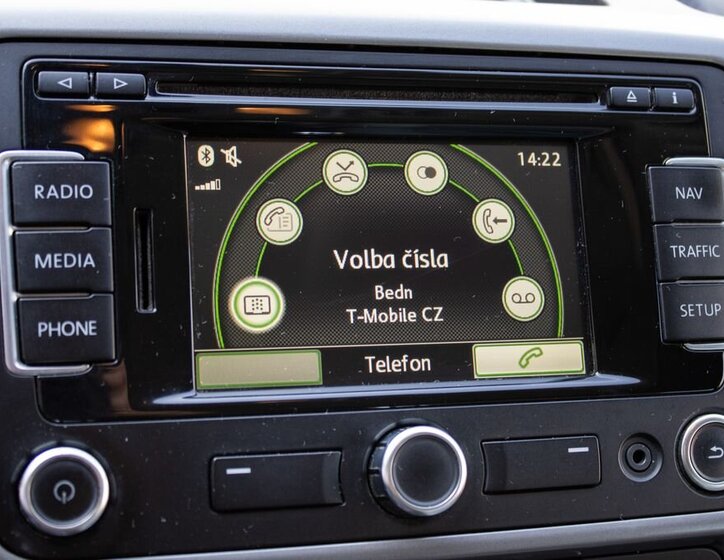 14:22
RADIO
NAV
MEDIA
TRAFFIC
PHONE
SETUP
Volba čísla
Bedn
T-Mobile CZ
Telefon
i